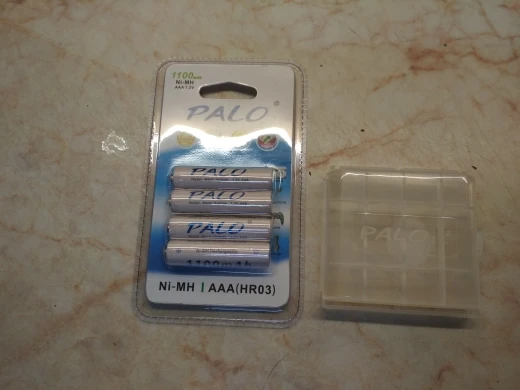 1100mAh
Ni-MH
AAA 1.2V
PALO®
PALO
PALO
PALO
1100mAh
Ni-MH | AAA(HR03)
PALO